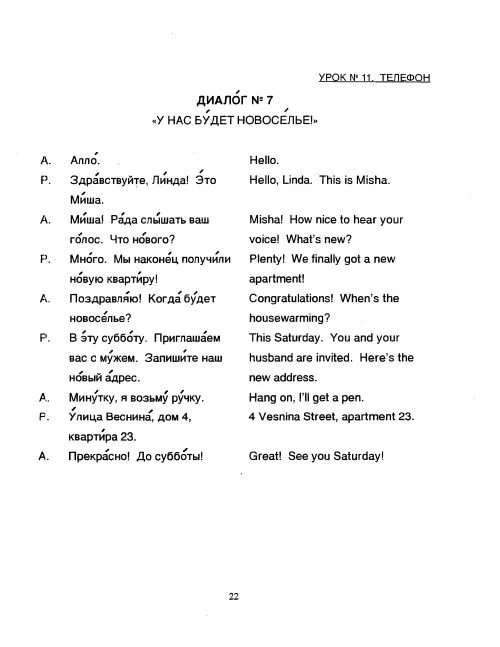 УРОК № 11. ТЕЛЕФОН
ДИАЛО́Г № 7
«У НАС БУ́ДЕТ НОВОСЕ́ЛЬЕ!»
А. Алло́. Hello.
Р. Здра́вствуйте, Ли́нда! Э́то Hello, Linda. This is Misha.
Ми́ша.
А. Ми́ша! Ра́да слы́шать ваш Misha! How nice to hear your
го́лос. Что но́вого? voice! What's new?
Р. Мно́го. Мы наконе́ц получи́ли Plenty! We finally got a new
но́вую кварти́ру! apartment!
А. Поздравля́ю! Когда́ бу́дет Congratulations! When's the
новосе́лье? housewarming?
Р. В э́ту суббо́ту. Приглаша́ем This Saturday. You and your
вас с му́жем. Запиши́те наш husband are invited. Here's the
но́вый а́дрес. new address.
А. Мину́тку, я возьму́ ру́чку. Hang on, I'll get a pen.
Р. У́лица Веснина́, дом 4, 4 Vesnina Street, apartment 23.
кварти́ра 23.
А. Прекра́сно! До суббо́ты! Great! See you Saturday!
22